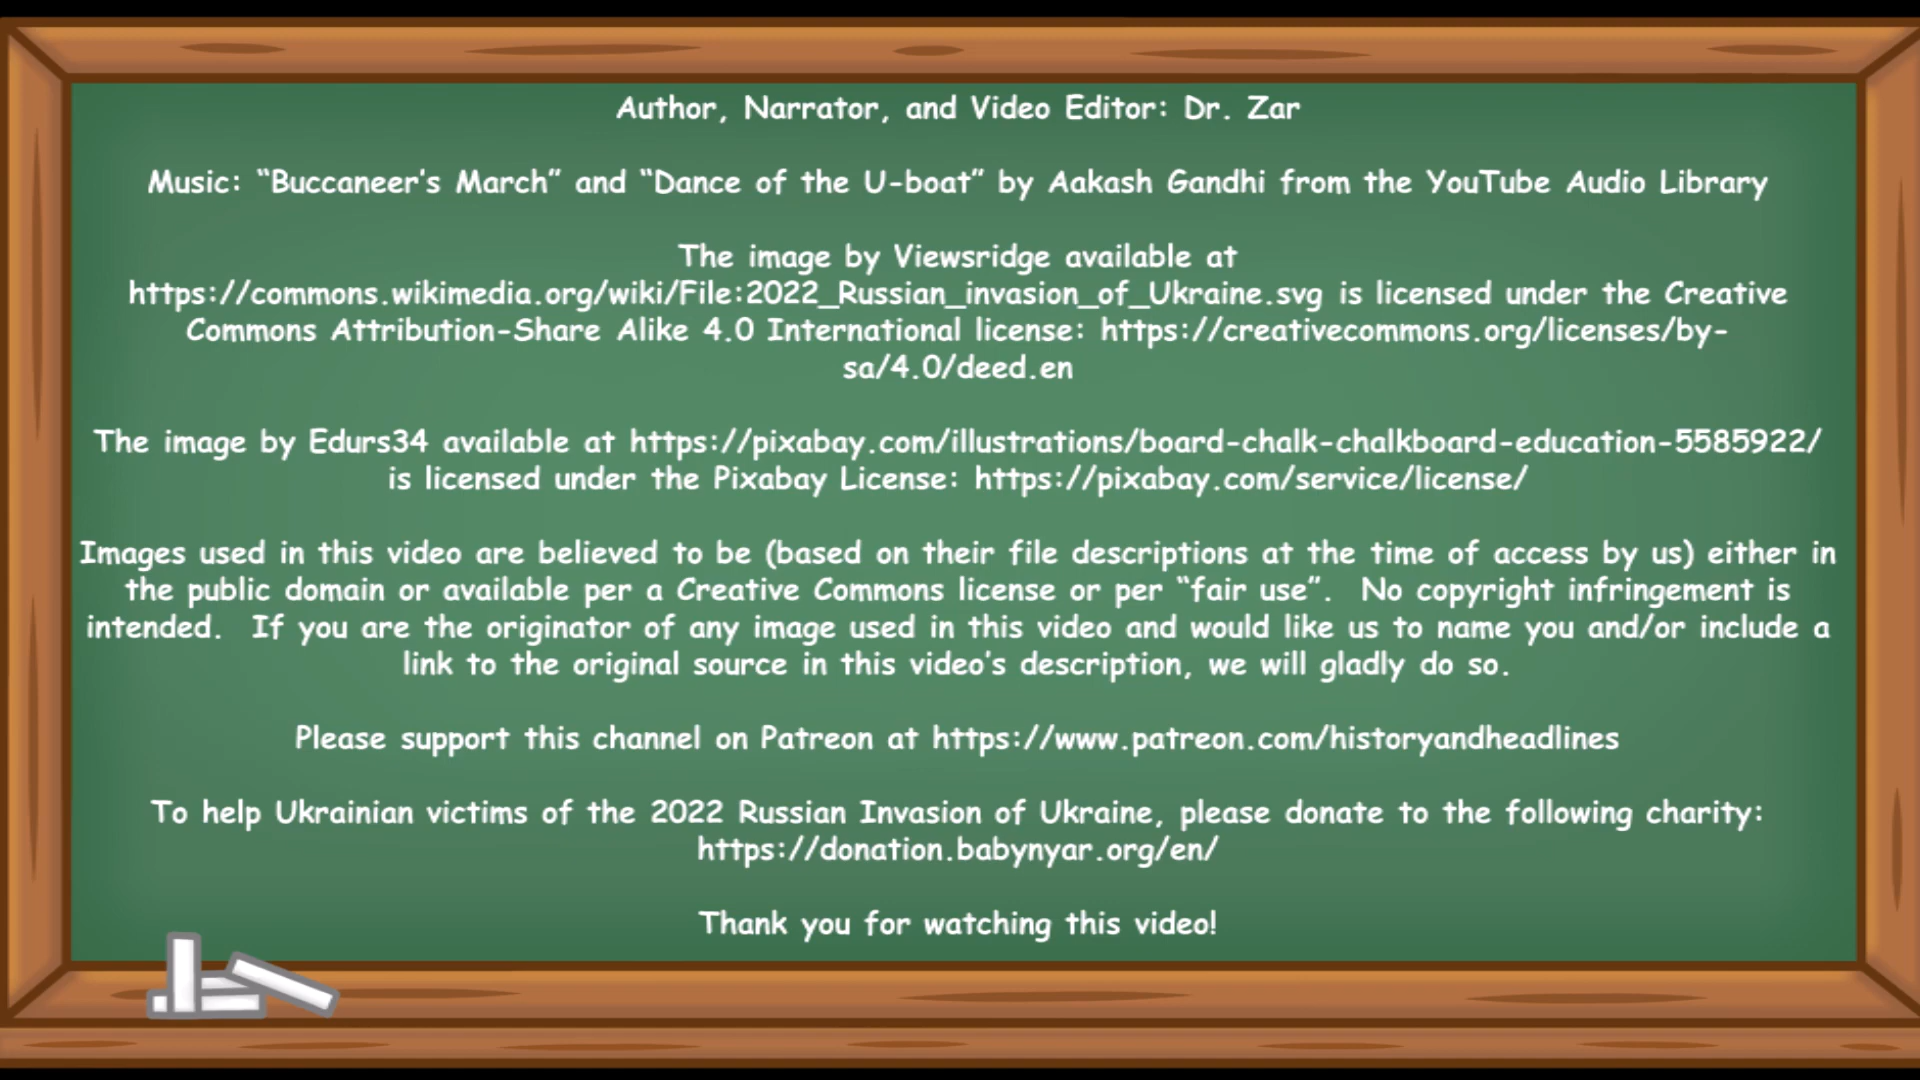 Author, Narrator, and Video Editor: Dr. Zar
Music: “Buccaneer’s March” and “Dance of the U-boat” by Aakash Gandhi from the YouTube Audio Library
The image by Viewsridge available at
https://commons.wikimedia.org/wiki/File:2022_Russian_invasion_of_Ukraine.svg is licensed under the Creative
Commons Attribution-Share Alike 4.0 International license: https://creativecommons.org/licenses/by-
sa/4.0/deed.en
The image by Edurs34 available at https://pixabay.com/illustrations/board-chalk-chalkboard-education-5585922/
is licensed under the Pixabay License: https://pixabay.com/service/license/
Images used in this video are believed to be (based on their file descriptions at the time of access by us) either in
the public domain or available per a Creative Commons license or per “fair use”.  No copyright infringement is
intended.  If you are the originator of any image used in this video and would like us to name you and/or include a
link to the original source in this video’s description, we will gladly do so.
Please support this channel on Patreon at https://www.patreon.com/historyandheadlines
To help Ukrainian victims of the 2022 Russian Invasion of Ukraine, please donate to the following charity:
https://donation.babynyar.org/en/
Thank you for watching this video!